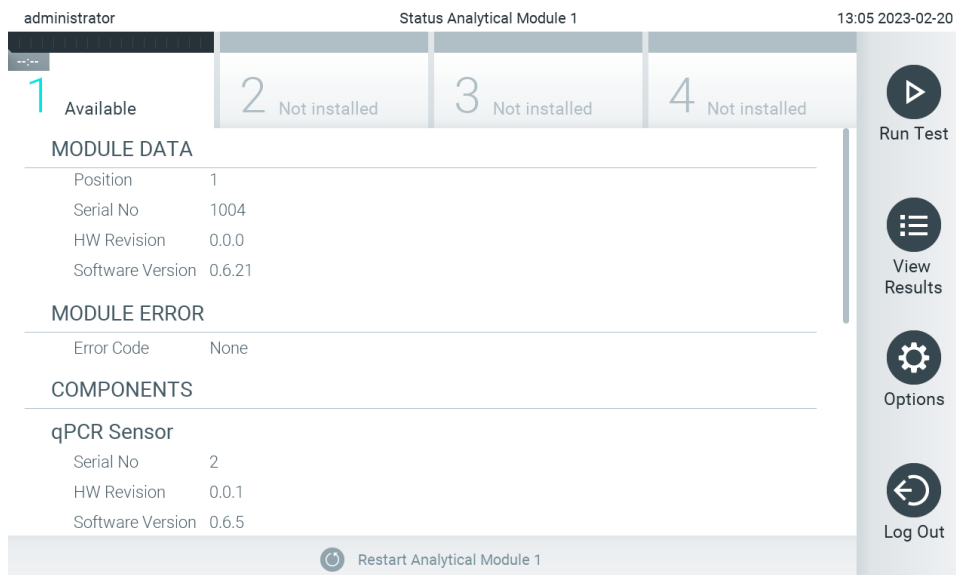 administrator Status Analytical Module 1 13:05 2023-02-20
--:--
1 Available
2 Not installed
3 Not installed
4 Not installed
MODULE DATA
Position 1
Serial No 1004
HW Revision 0.0.0
Software Version 0.6.21
MODULE ERROR
Error Code None
COMPONENTS
qPCR Sensor
Serial No 2
HW Revision 0.0.1
Software Version 0.6.5
Restart Analytical Module 1
Run Test
View
Results
Options
Log Out